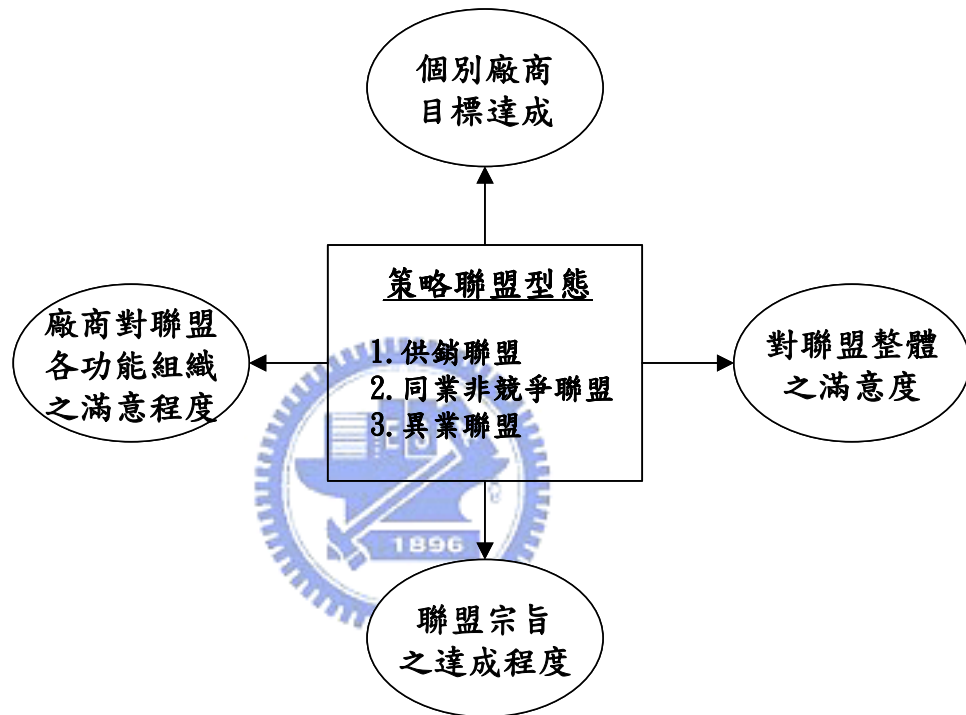 個別廠商
目標達成
策略聯盟型態
1.供銷聯盟
2.同業非競爭聯盟
3.異業聯盟
廠商對聯盟
各功能組織
之滿意程度
對聯盟整體
之滿意度
1896
聯盟宗旨
之達成程度